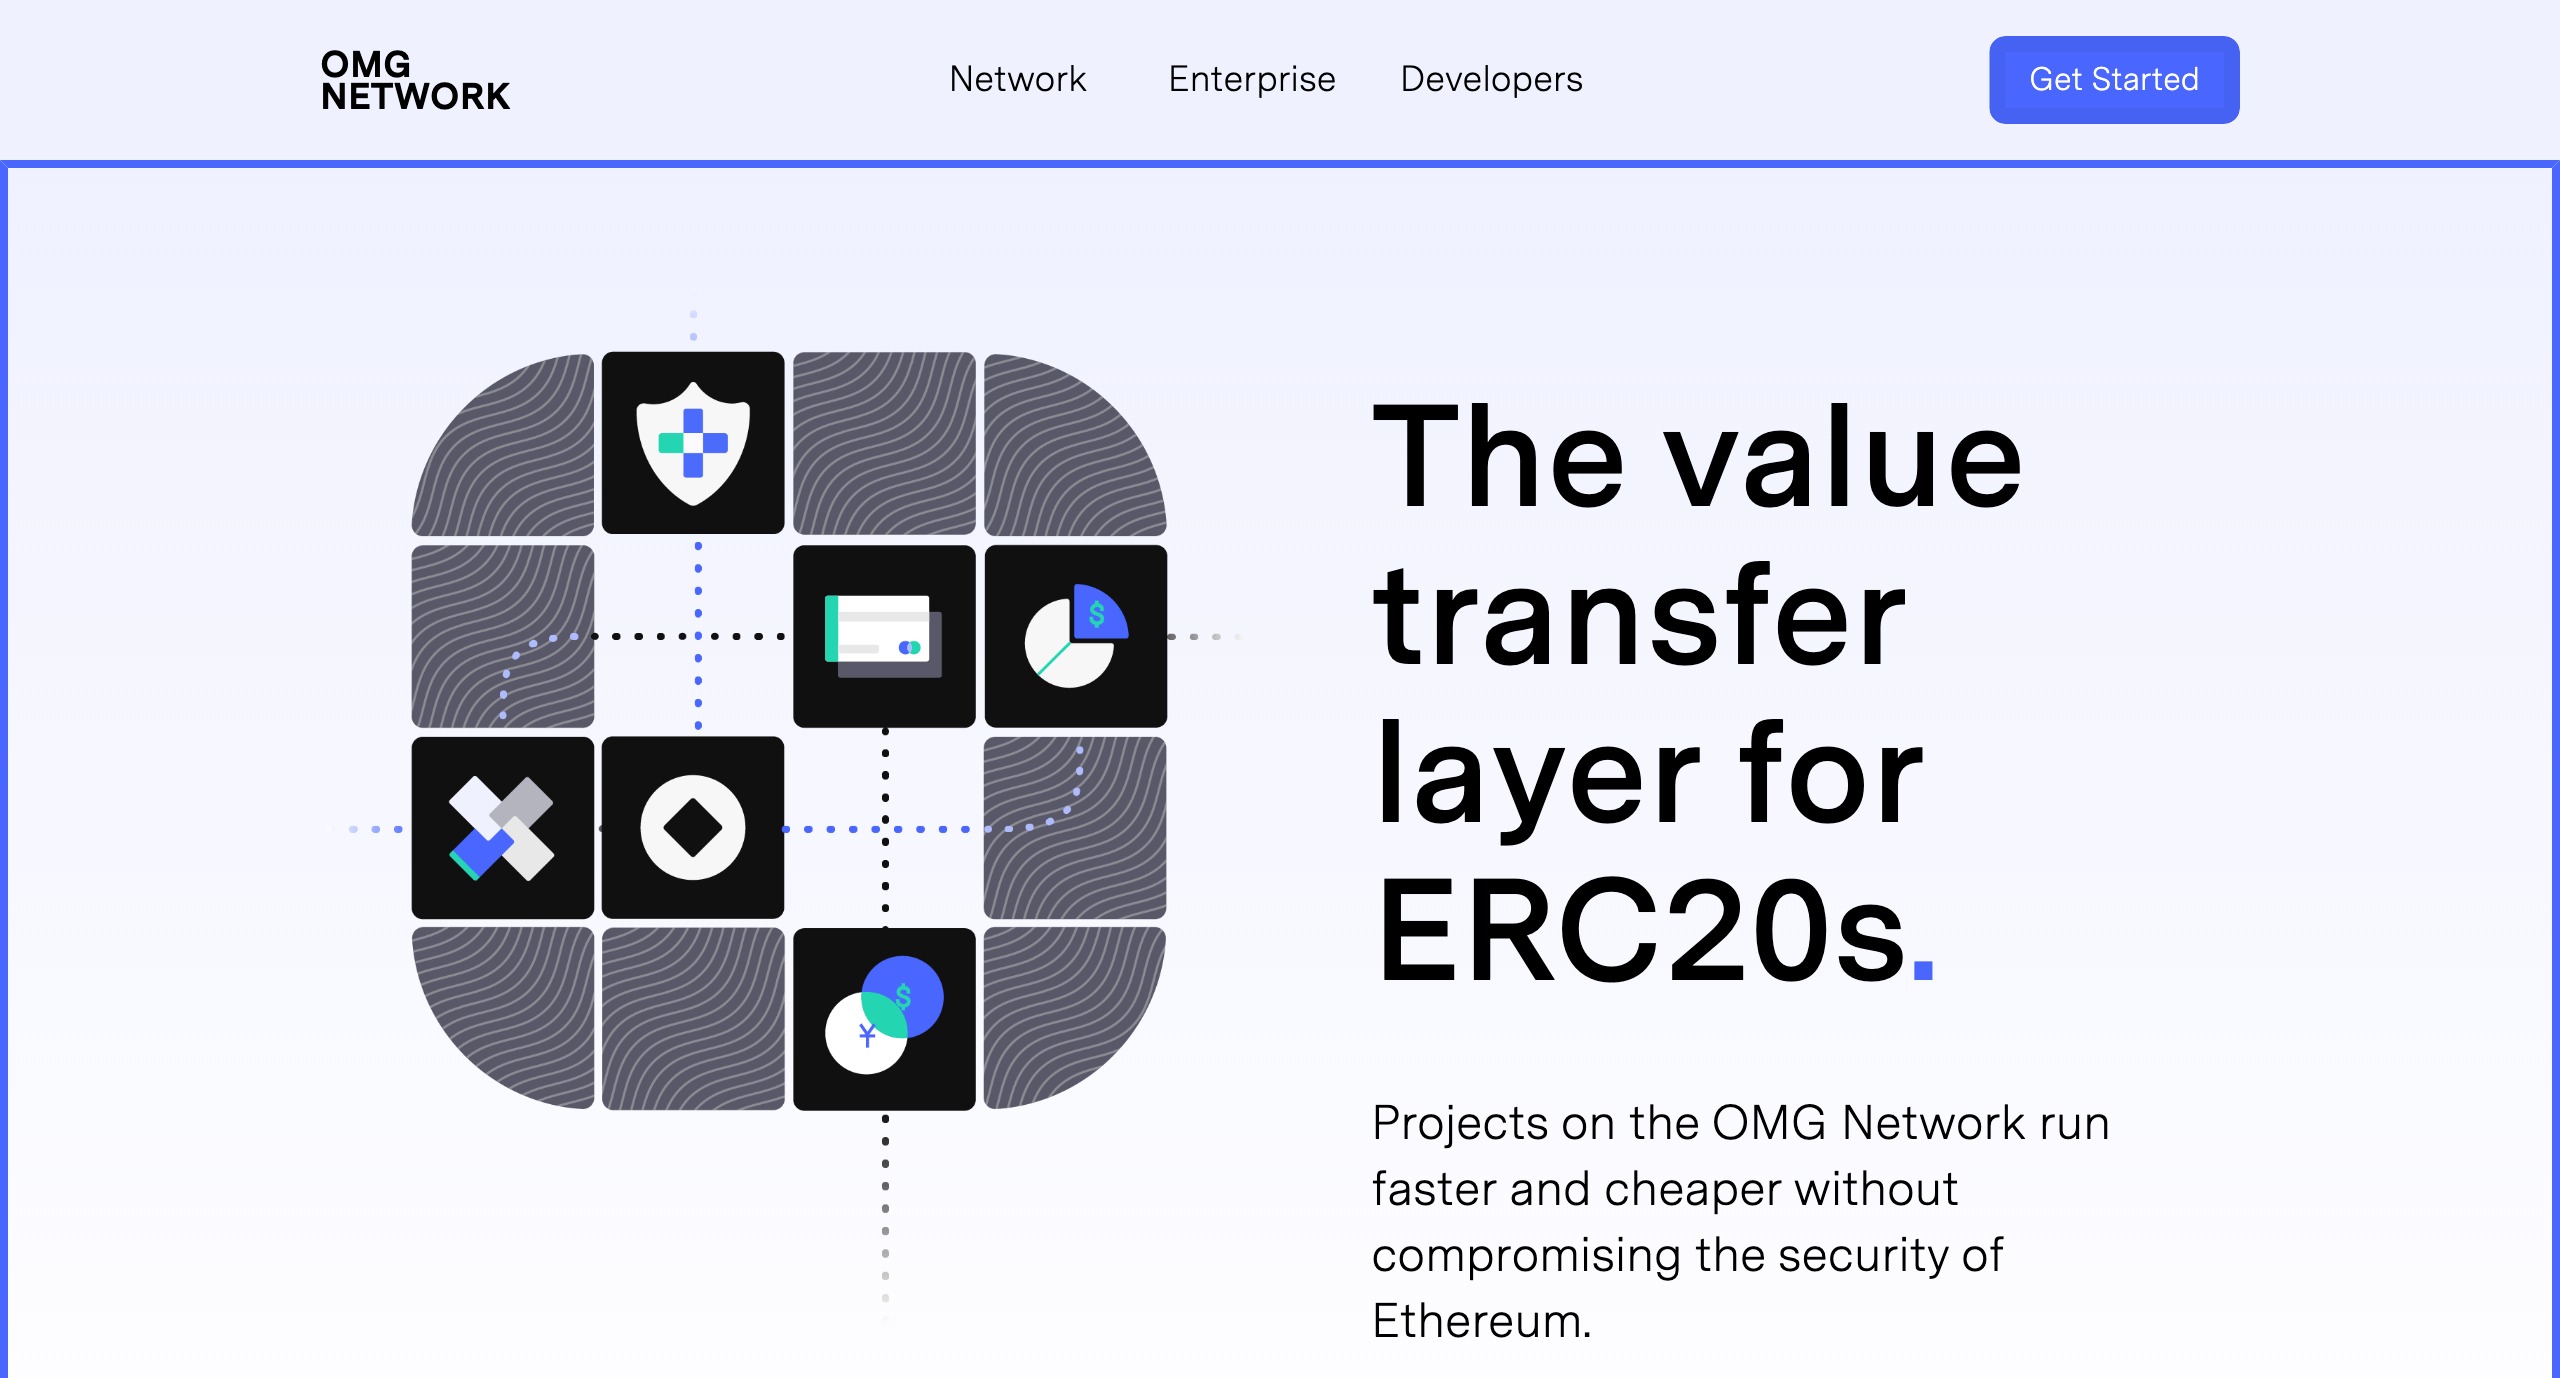 OMG
NETWORK
Network Enterprise Developers Get Started
$
$
¥
The value
transfer
layer for
ERC20s.
Projects on the OMG Network run
faster and cheaper without
compromising the security of
Ethereum.